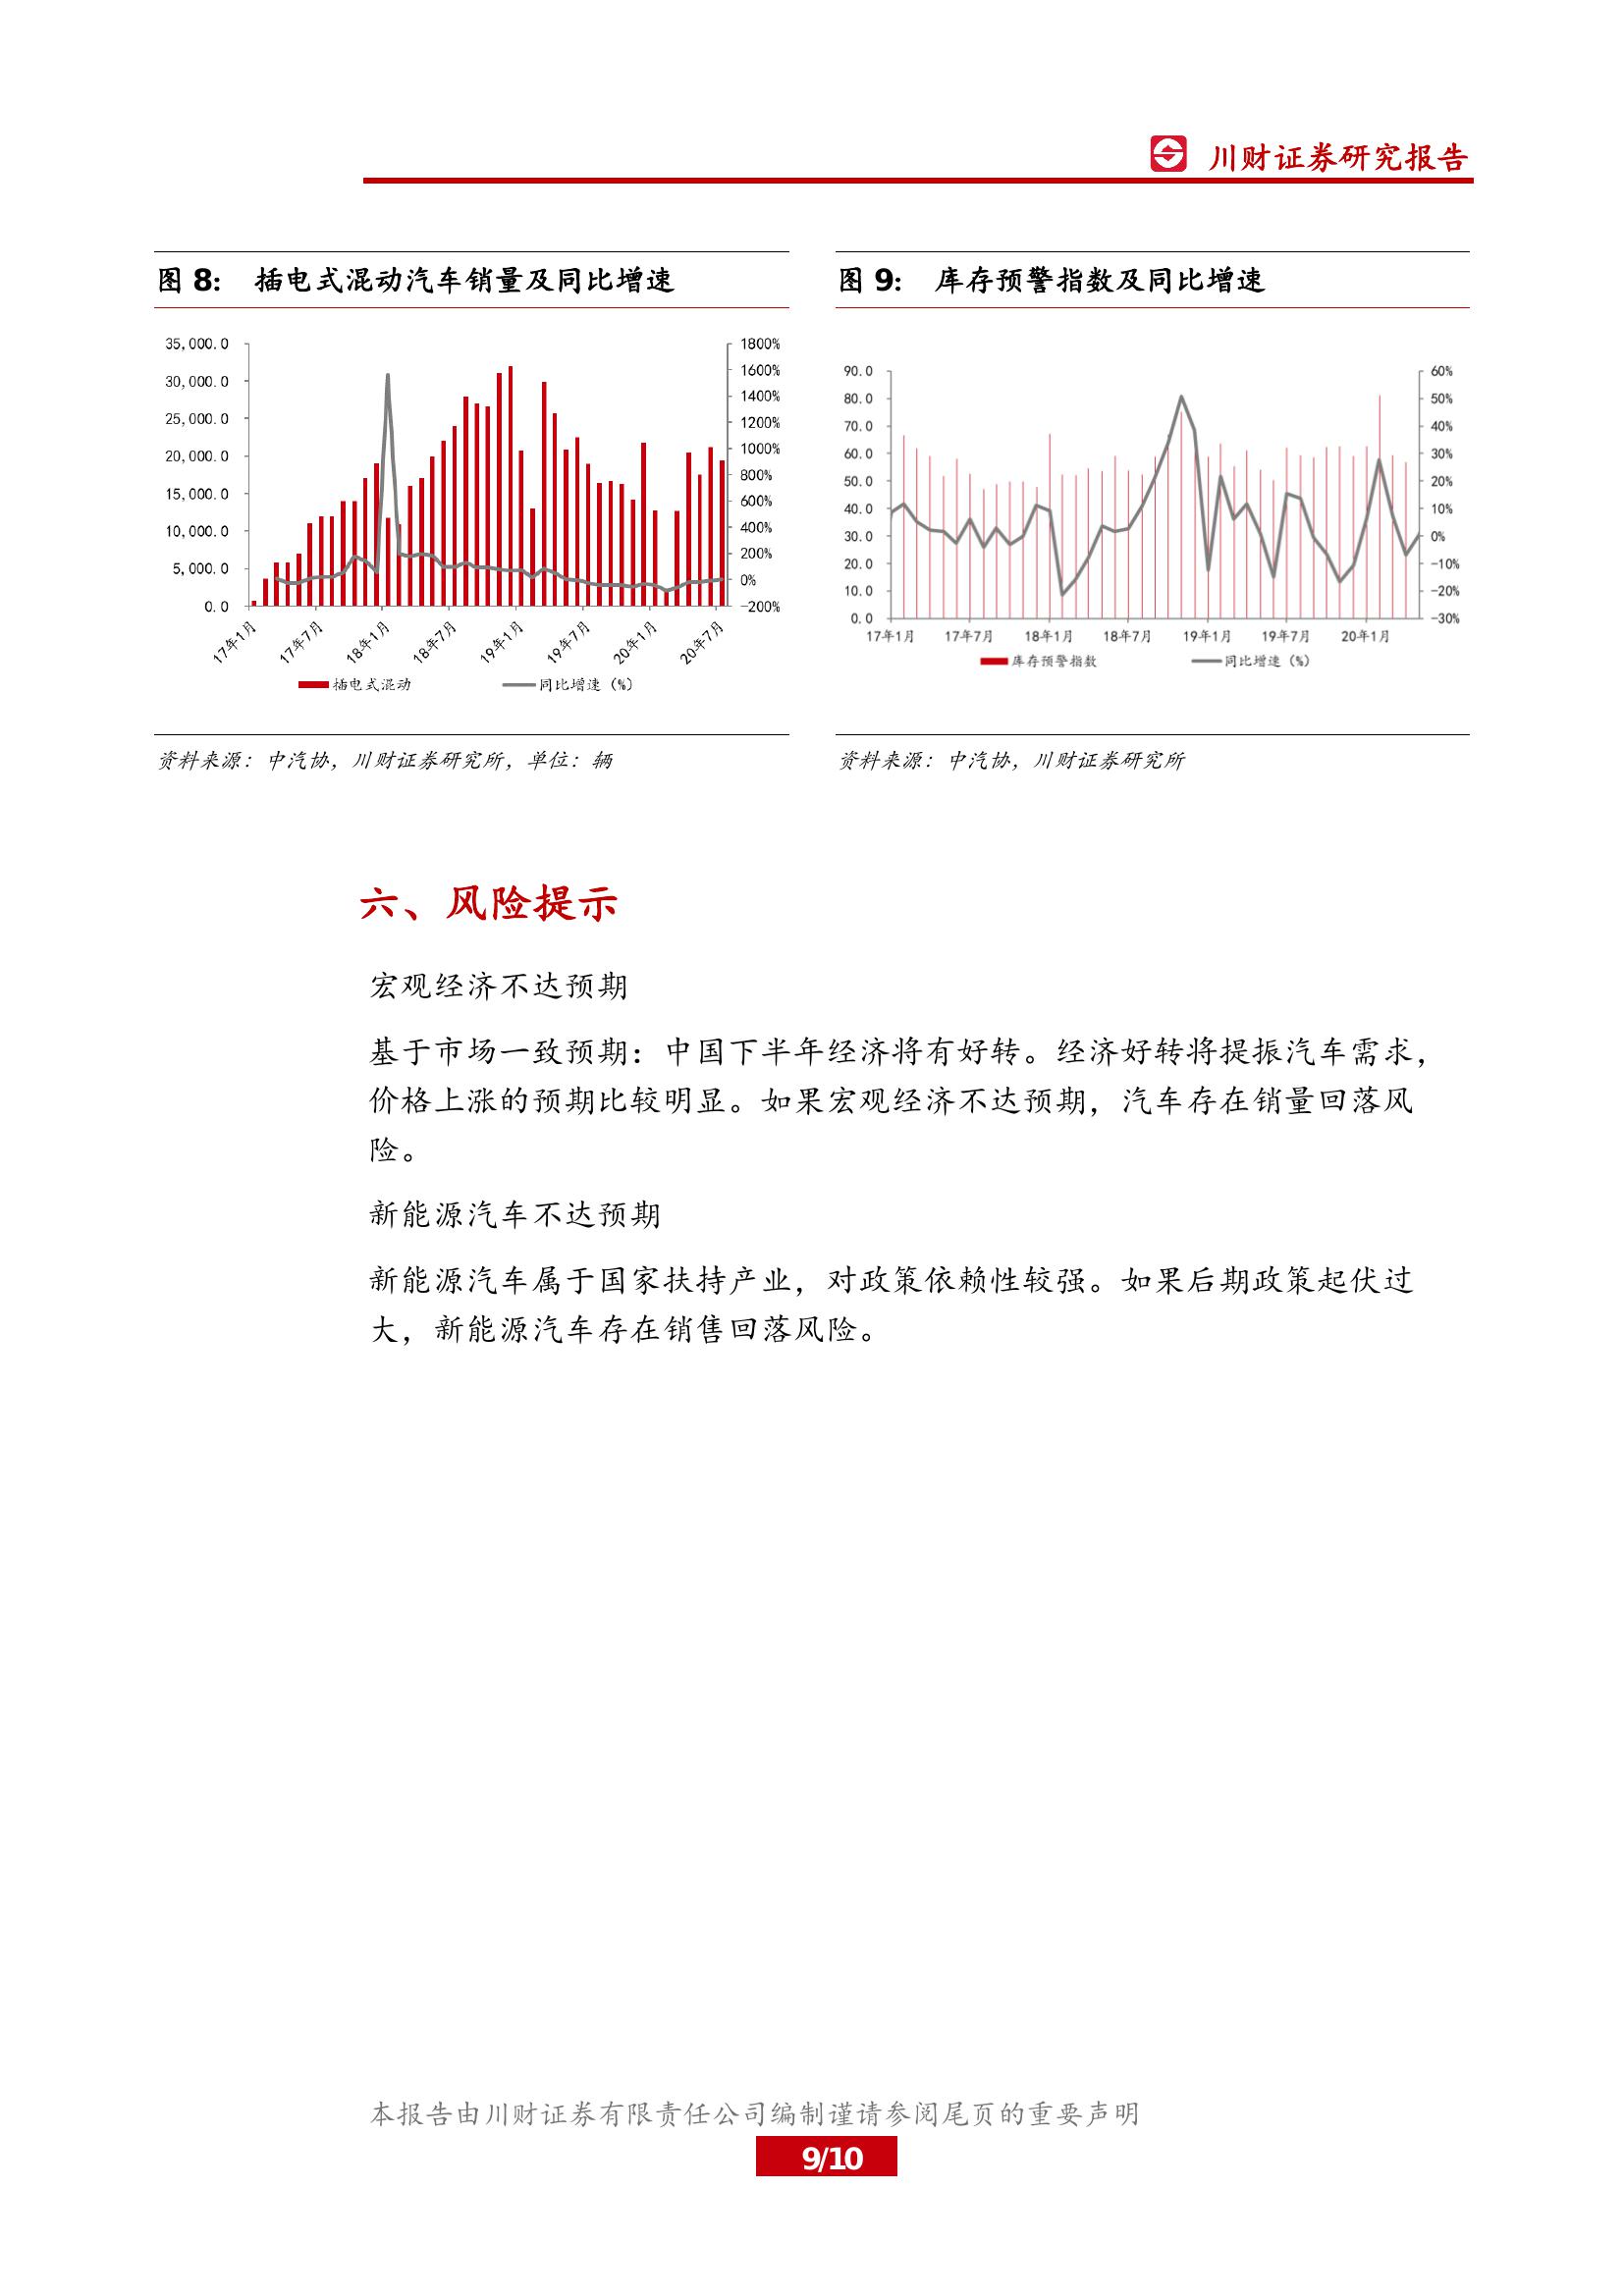 川财证券研究报告
图 8: 插电式混动汽车销量及同比增速
35,000.0
30,000.0
25,000.0
20,000.0
15,000.0
10,000.0
5,000.0
0.0
1800%
1600%
1400%
1200%
1000%
800%
600%
400%
200%
0%
-200%
17年1月 17年7月 18年1月 18年7月 19年1月 19年7月 20年1月 20年7月
插电式混动 同比增速（%）
资料来源：中汽协，川财证券研究所，单位：辆
图 9: 库存预警指数及同比增速
90.0
80.0
70.0
60.0
50.0
40.0
30.0
20.0
10.0
0.0
60%
50%
40%
30%
20%
10%
0%
-10%
-20%
-30%
17年1月 17年7月 18年1月 18年7月 19年1月 19年7月 20年1月
库存预警指数 同比增速（%）
资料来源：中汽协，川财证券研究所
六、风险提示
宏观经济不达预期
基于市场一致预期：中国下半年经济将有好转。经济好转将提振汽车需求，
价格上涨的预期比较明显。如果宏观经济不达预期，汽车存在销量回落风
险。
新能源汽车不达预期
新能源汽车属于国家扶持产业，对政策依赖性较强。如果后期政策起伏过
大，新能源汽车存在销售回落风险。
本报告由川财证券有限责任公司编制谨请参阅尾页的重要声明
9/10